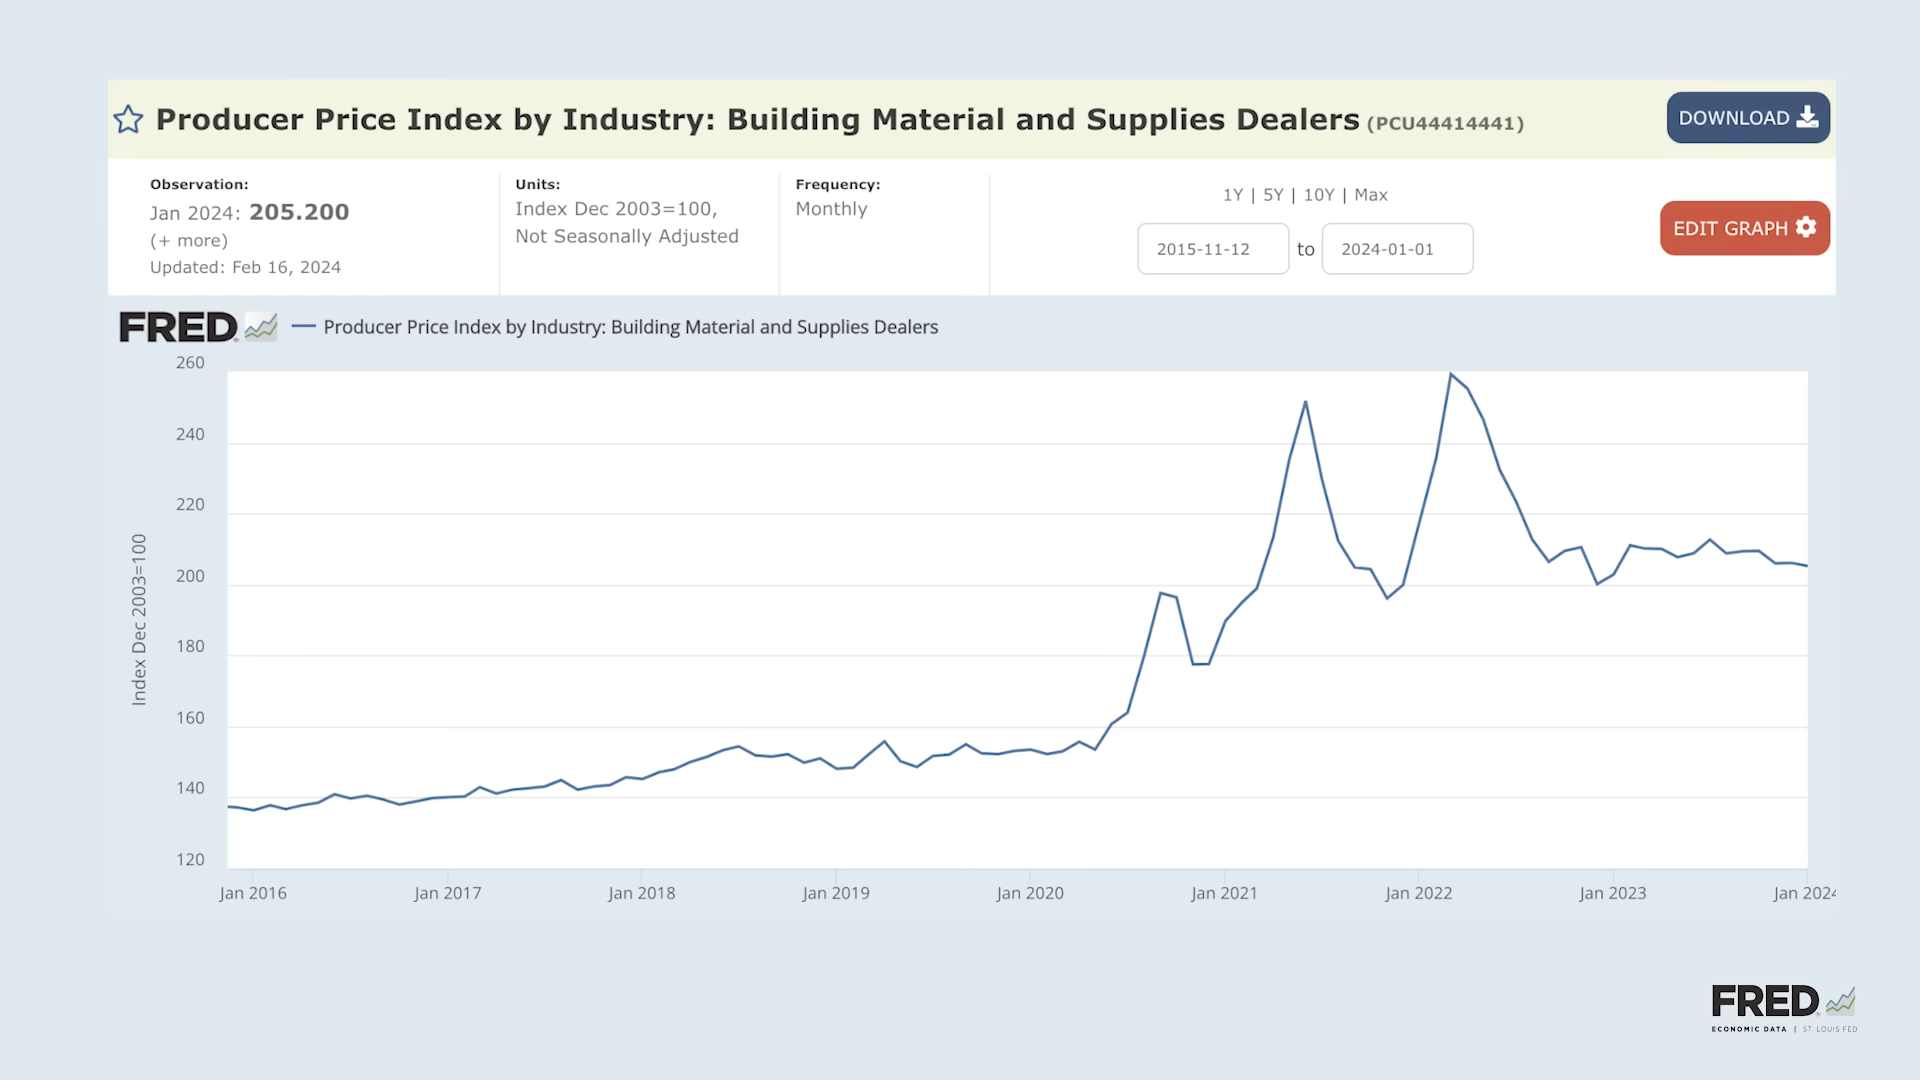 Producer Price Index by Industry: Building Material and Supplies Dealers (PCU44414441)
DOWNLOAD
Observation:
Jan 2024: 205.200
(+ more)
Updated: Feb 16, 2024
Units:
Index Dec 2003=100,
Not Seasonally Adjusted
Frequency:
Monthly
1Y | 5Y | 10Y | Max
2015-11-12 to 2024-01-01
EDIT GRAPH
FRED — Producer Price Index by Industry: Building Material and Supplies Dealers
260
240
220
200
180
160
140
120
Index Dec 2003=100
Jan 2016 Jan 2017 Jan 2018 Jan 2019 Jan 2020 Jan 2021 Jan 2022 Jan 2023 Jan 2024
FRED
ECONOMIC DATA | ST. LOUIS FED